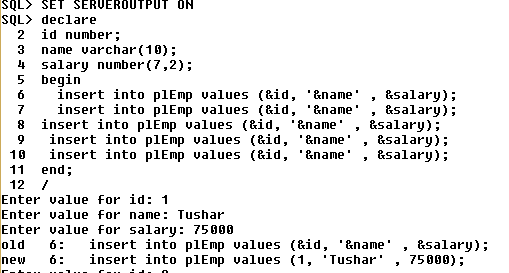 SQL> SET SERVEROUTPUT ON
SQL> declare
2 id number;
3 name varchar(10);
4 salary number(7,2);
5 begin
6 insert into plEmp values (&id, '&name' , &salary);
7 insert into plEmp values (&id, '&name' , &salary);
8 insert into plEmp values (&id, '&name' , &salary);
9 insert into plEmp values (&id, '&name' , &salary);
10 insert into plEmp values (&id, '&name' , &salary);
11 end;
12 /
Enter value for id: 1
Enter value for name: Tushar
Enter value for salary: 75000
old 6: insert into plEmp values (&id, '&name' , &salary);
new 6: insert into plEmp values (1, 'Tushar' , 75000);
Enter value for id: 2